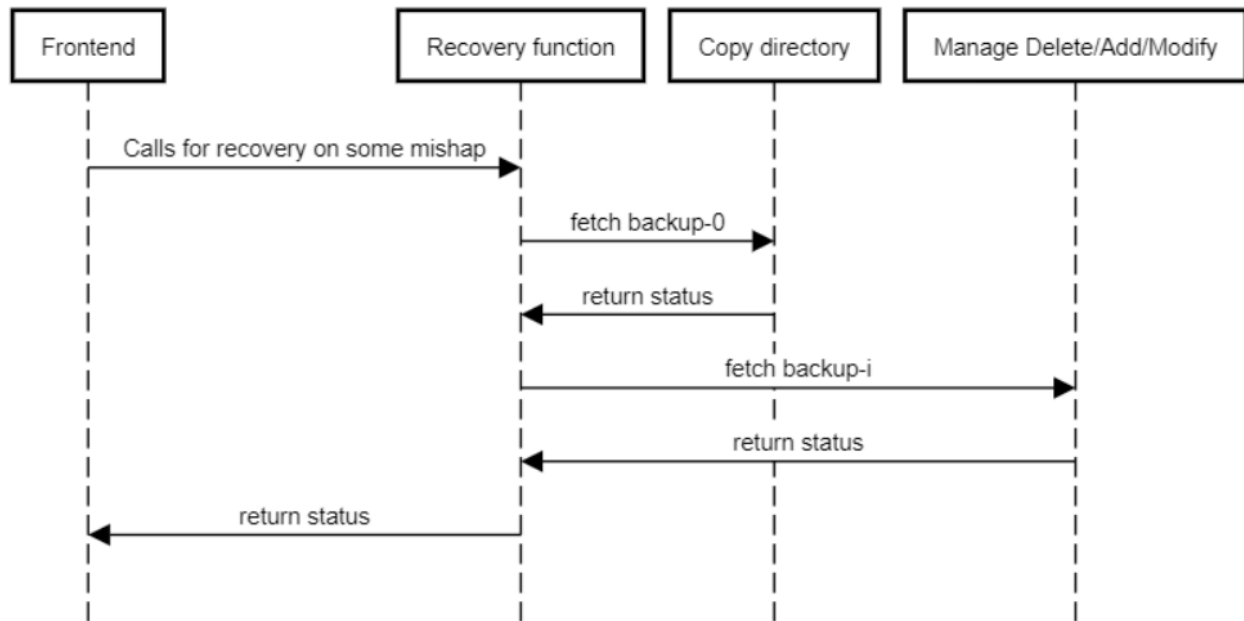 Frontend
Recovery function
Copy directory
Manage Delete/Add/Modify
Calls for recovery on some mishap
fetch backup-0
return status
fetch backup-i
return status
return status